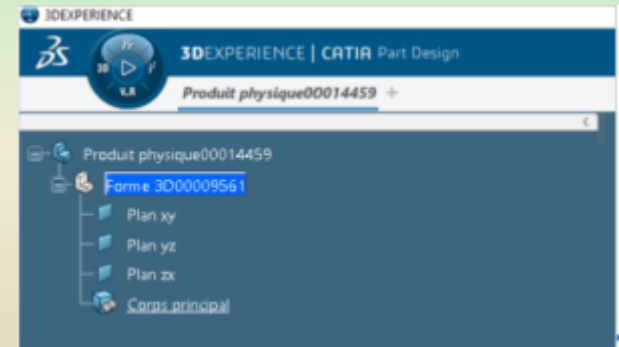 3DEXPERIENCE
3DEXPERIENCE | CATIA Part Design
3D
V.R
Produit physique00014459 +
Produit physique00014459
Forme 3D00009561
Plan xy
Plan yz
Plan zx
Corps principal